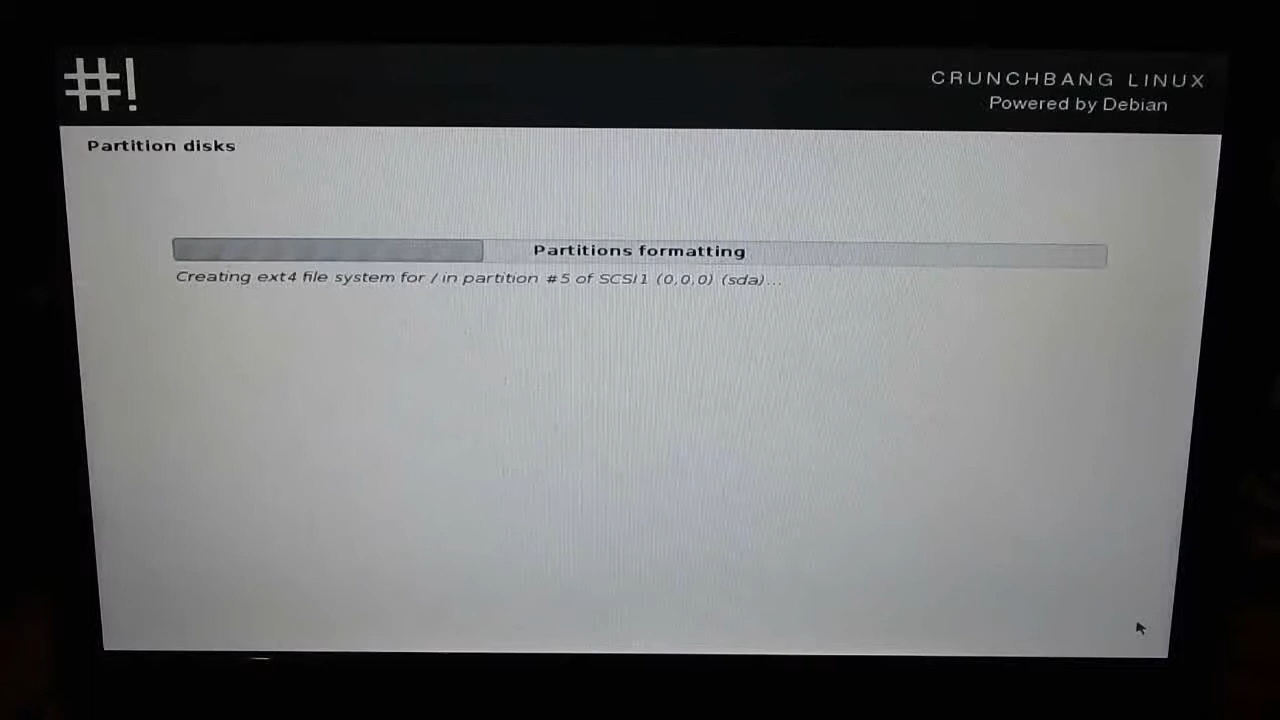 #!
CRUNCHBANG LINUX
Powered by Debian
Partition disks
Partitions formatting
Creating ext4 file system for / in partition #5 of SCSI1 (0,0,0) (sda)...